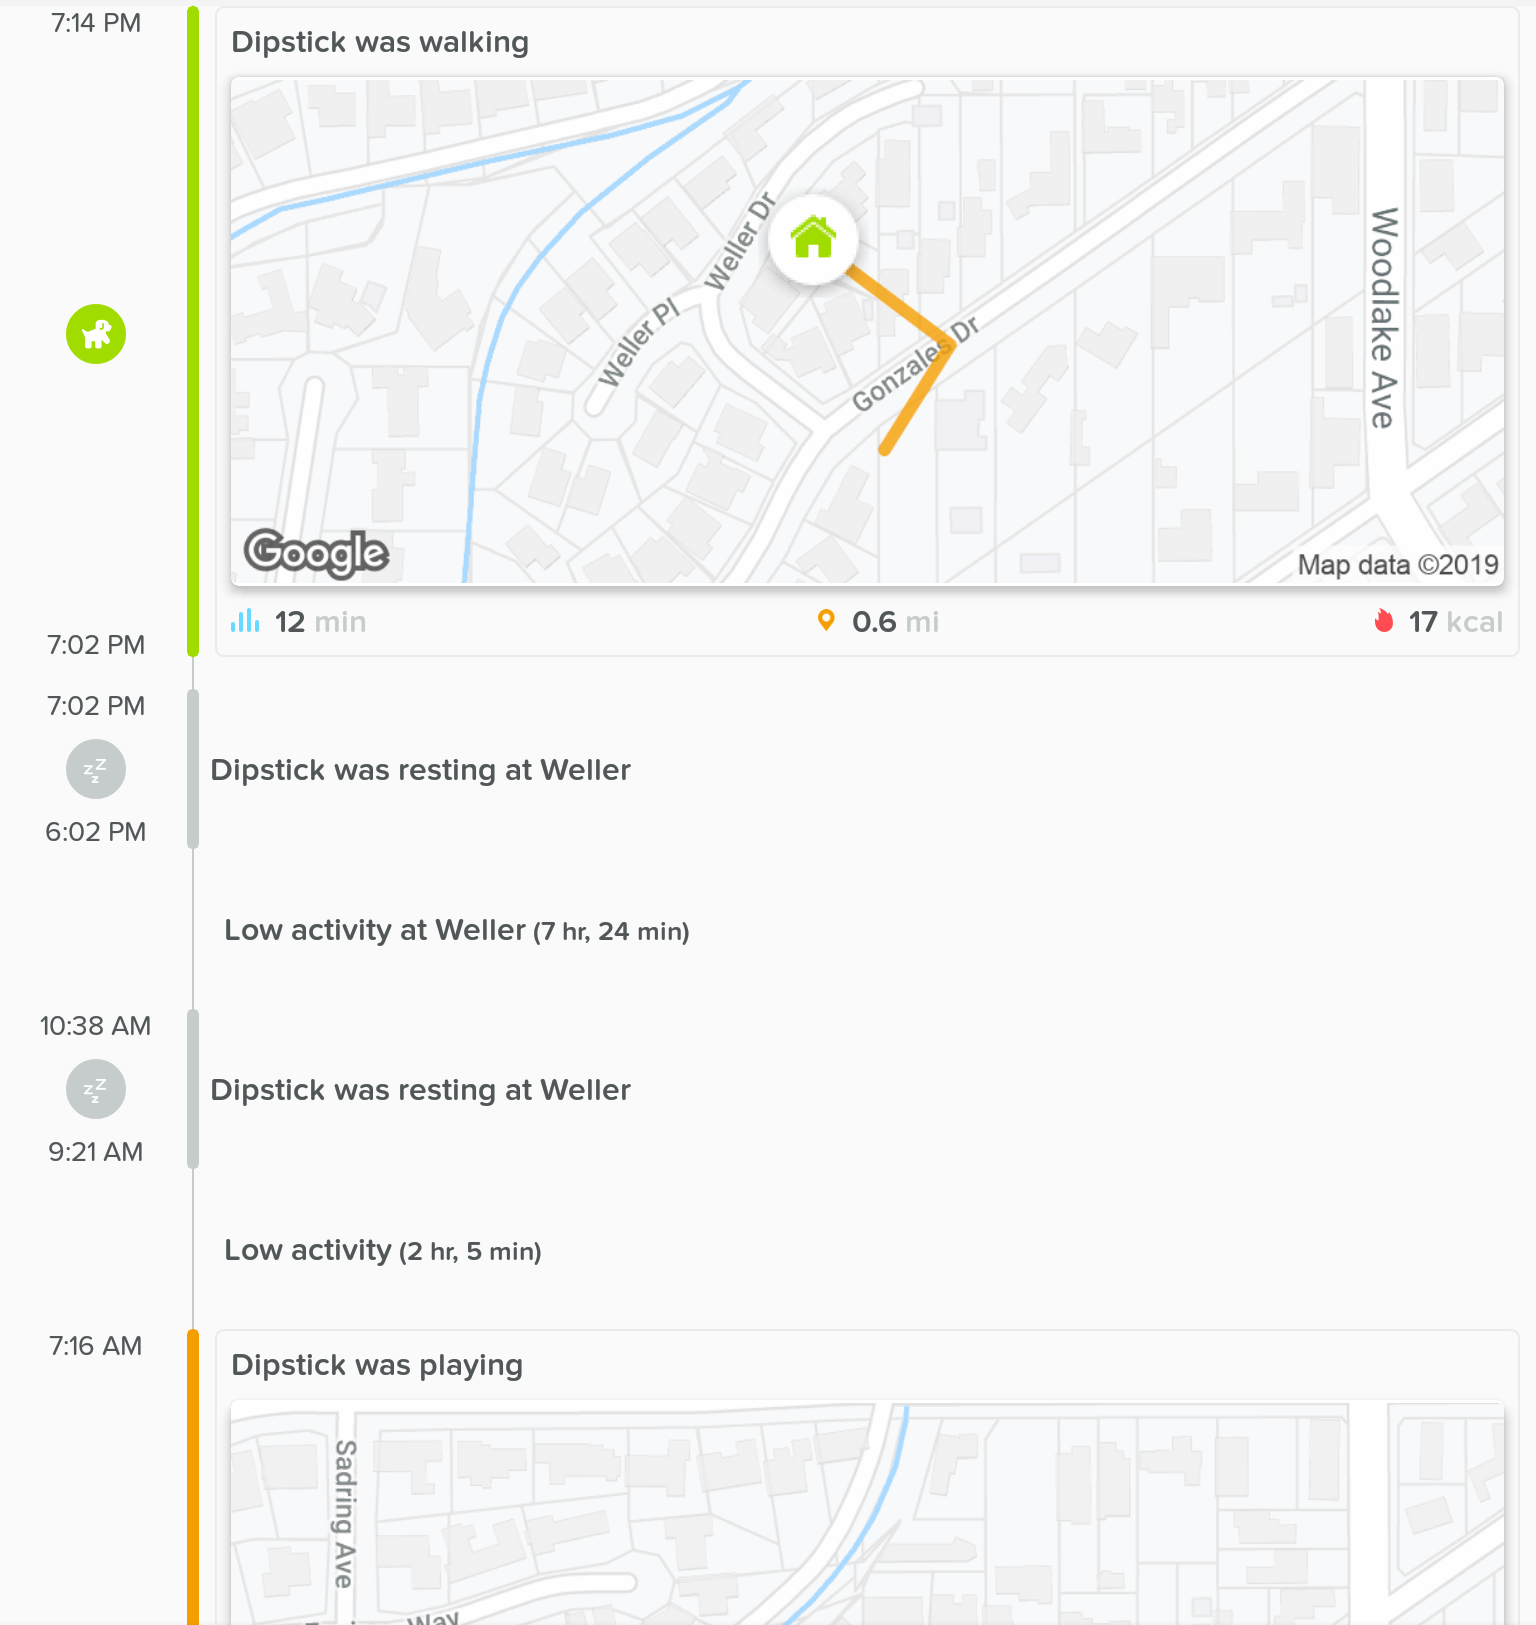 7:14 PM
Dipstick was walking
Weller Dr
Weller Pl
Gonzales Dr
Woodlake Ave
Google
Map data ©2019
12 min
0.6 mi
17 kcal
7:02 PM
7:02 PM
zzz
Dipstick was resting at Weller
6:02 PM
Low activity at Weller (7 hr, 24 min)
10:38 AM
zzz
Dipstick was resting at Weller
9:21 AM
Low activity (2 hr, 5 min)
7:16 AM
Dipstick was playing
Sadring Ave
Way